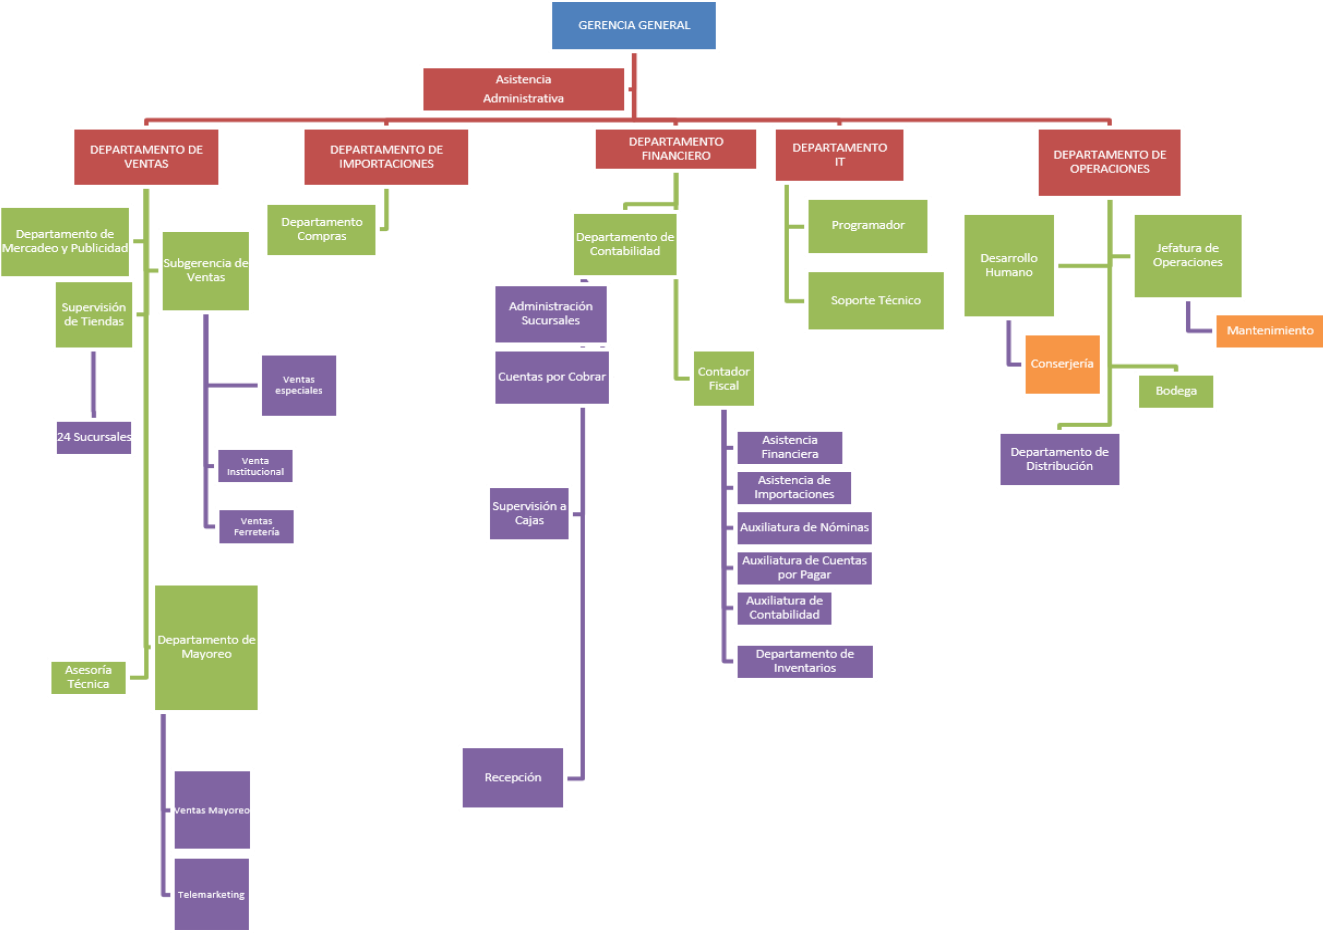 GERENCIA GENERAL
Asistencia
Administrativa
DEPARTAMENTO DE
VENTAS
DEPARTAMENTO DE
IMPORTACIONES
DEPARTAMENTO
FINANCIERO
DEPARTAMENTO
IT
DEPARTAMENTO DE
OPERACIONES
Departamento de
Mercadeo y Publicidad
Subgerencia de
Ventas
Supervisión
de Tiendas
24 Sucursales
Ventas
especiales
Venta
Institucional
Ventas
Ferretería
Departamento de
Mayoreo
Asesoría
Técnica
Ventas Mayoreo
Telemarketing
Departamento
Compras
Departamento de
Contabilidad
Administración
Sucursales
Cuentas por Cobrar
Supervisión a
Cajas
Recepción
Contador
Fiscal
Asistencia
Financiera
Asistencia de
Importaciones
Auxiliatura de Nóminas
Auxiliatura de Cuentas
por Pagar
Auxiliatura de
Contabilidad
Departamento de
Inventarios
Programador
Soporte Técnico
Desarrollo
Humano
Conserjería
Jefatura de
Operaciones
Mantenimiento
Bodega
Departamento de
Distribución